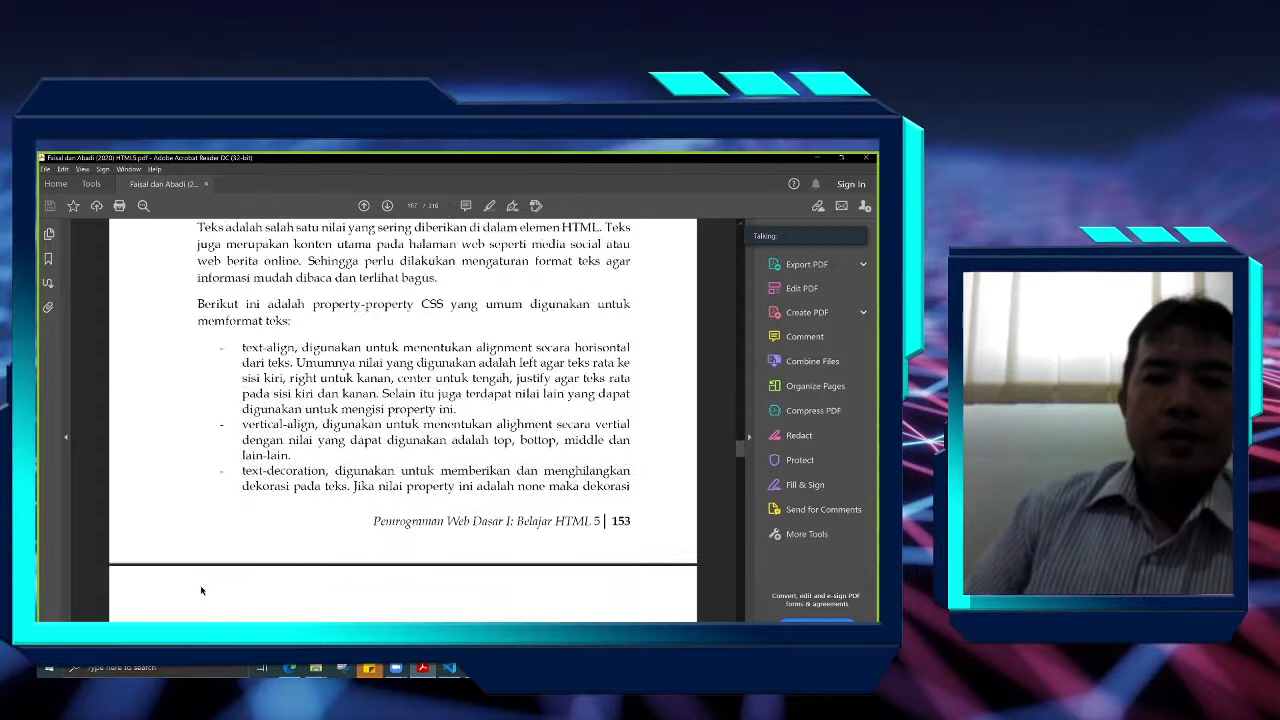 Faisal dan Abadi (2020) HTML5.pdf - Adobe Acrobat Reader DC (32-bit)
File Edit View Sign Window Help
Home Tools Faisal dan Abadi (2... × Sign In
167 / 316
Teks adalah salah satu nilai yang sering diberikan di dalam elemen HTML. Teks
juga merupakan konten utama pada halaman web seperti media social atau
web berita online. Sehingga perlu dilakukan mengaturan format teks agar
informasi mudah dibaca dan terlihat bagus.
Berikut ini adalah property-property CSS yang umum digunakan untuk
memformat teks:
- text-align, digunakan untuk menentukan alignment secara horisontal
dari teks. Umumnya nilai yang digunakan adalah left agar teks rata ke
sisi kiri, right untuk kanan, center untuk tengah, justify agar teks rata
pada sisi kiri dan kanan. Selain itu juga terdapat nilai lain yang dapat
digunakan untuk mengisi property ini.
- vertical-align, digunakan untuk menentukan alighment secara vertial
dengan nilai yang dapat digunakan adalah top, bottop, middle dan
lain-lain.
- text-decoration, digunakan untuk memberikan dan menghilangkan
dekorasi pada teks. Jika nilai property ini adalah none maka dekorasi
Pemrograman Web Dasar I: Belajar HTML 5 | 153
Talking:
Export PDF
Edit PDF
Create PDF
Comment
Combine Files
Organize Pages
Compress PDF
Redact
Protect
Fill & Sign
Send for Comments
More Tools
Convert, edit and e-sign PDF
forms & agreements
Type here to search